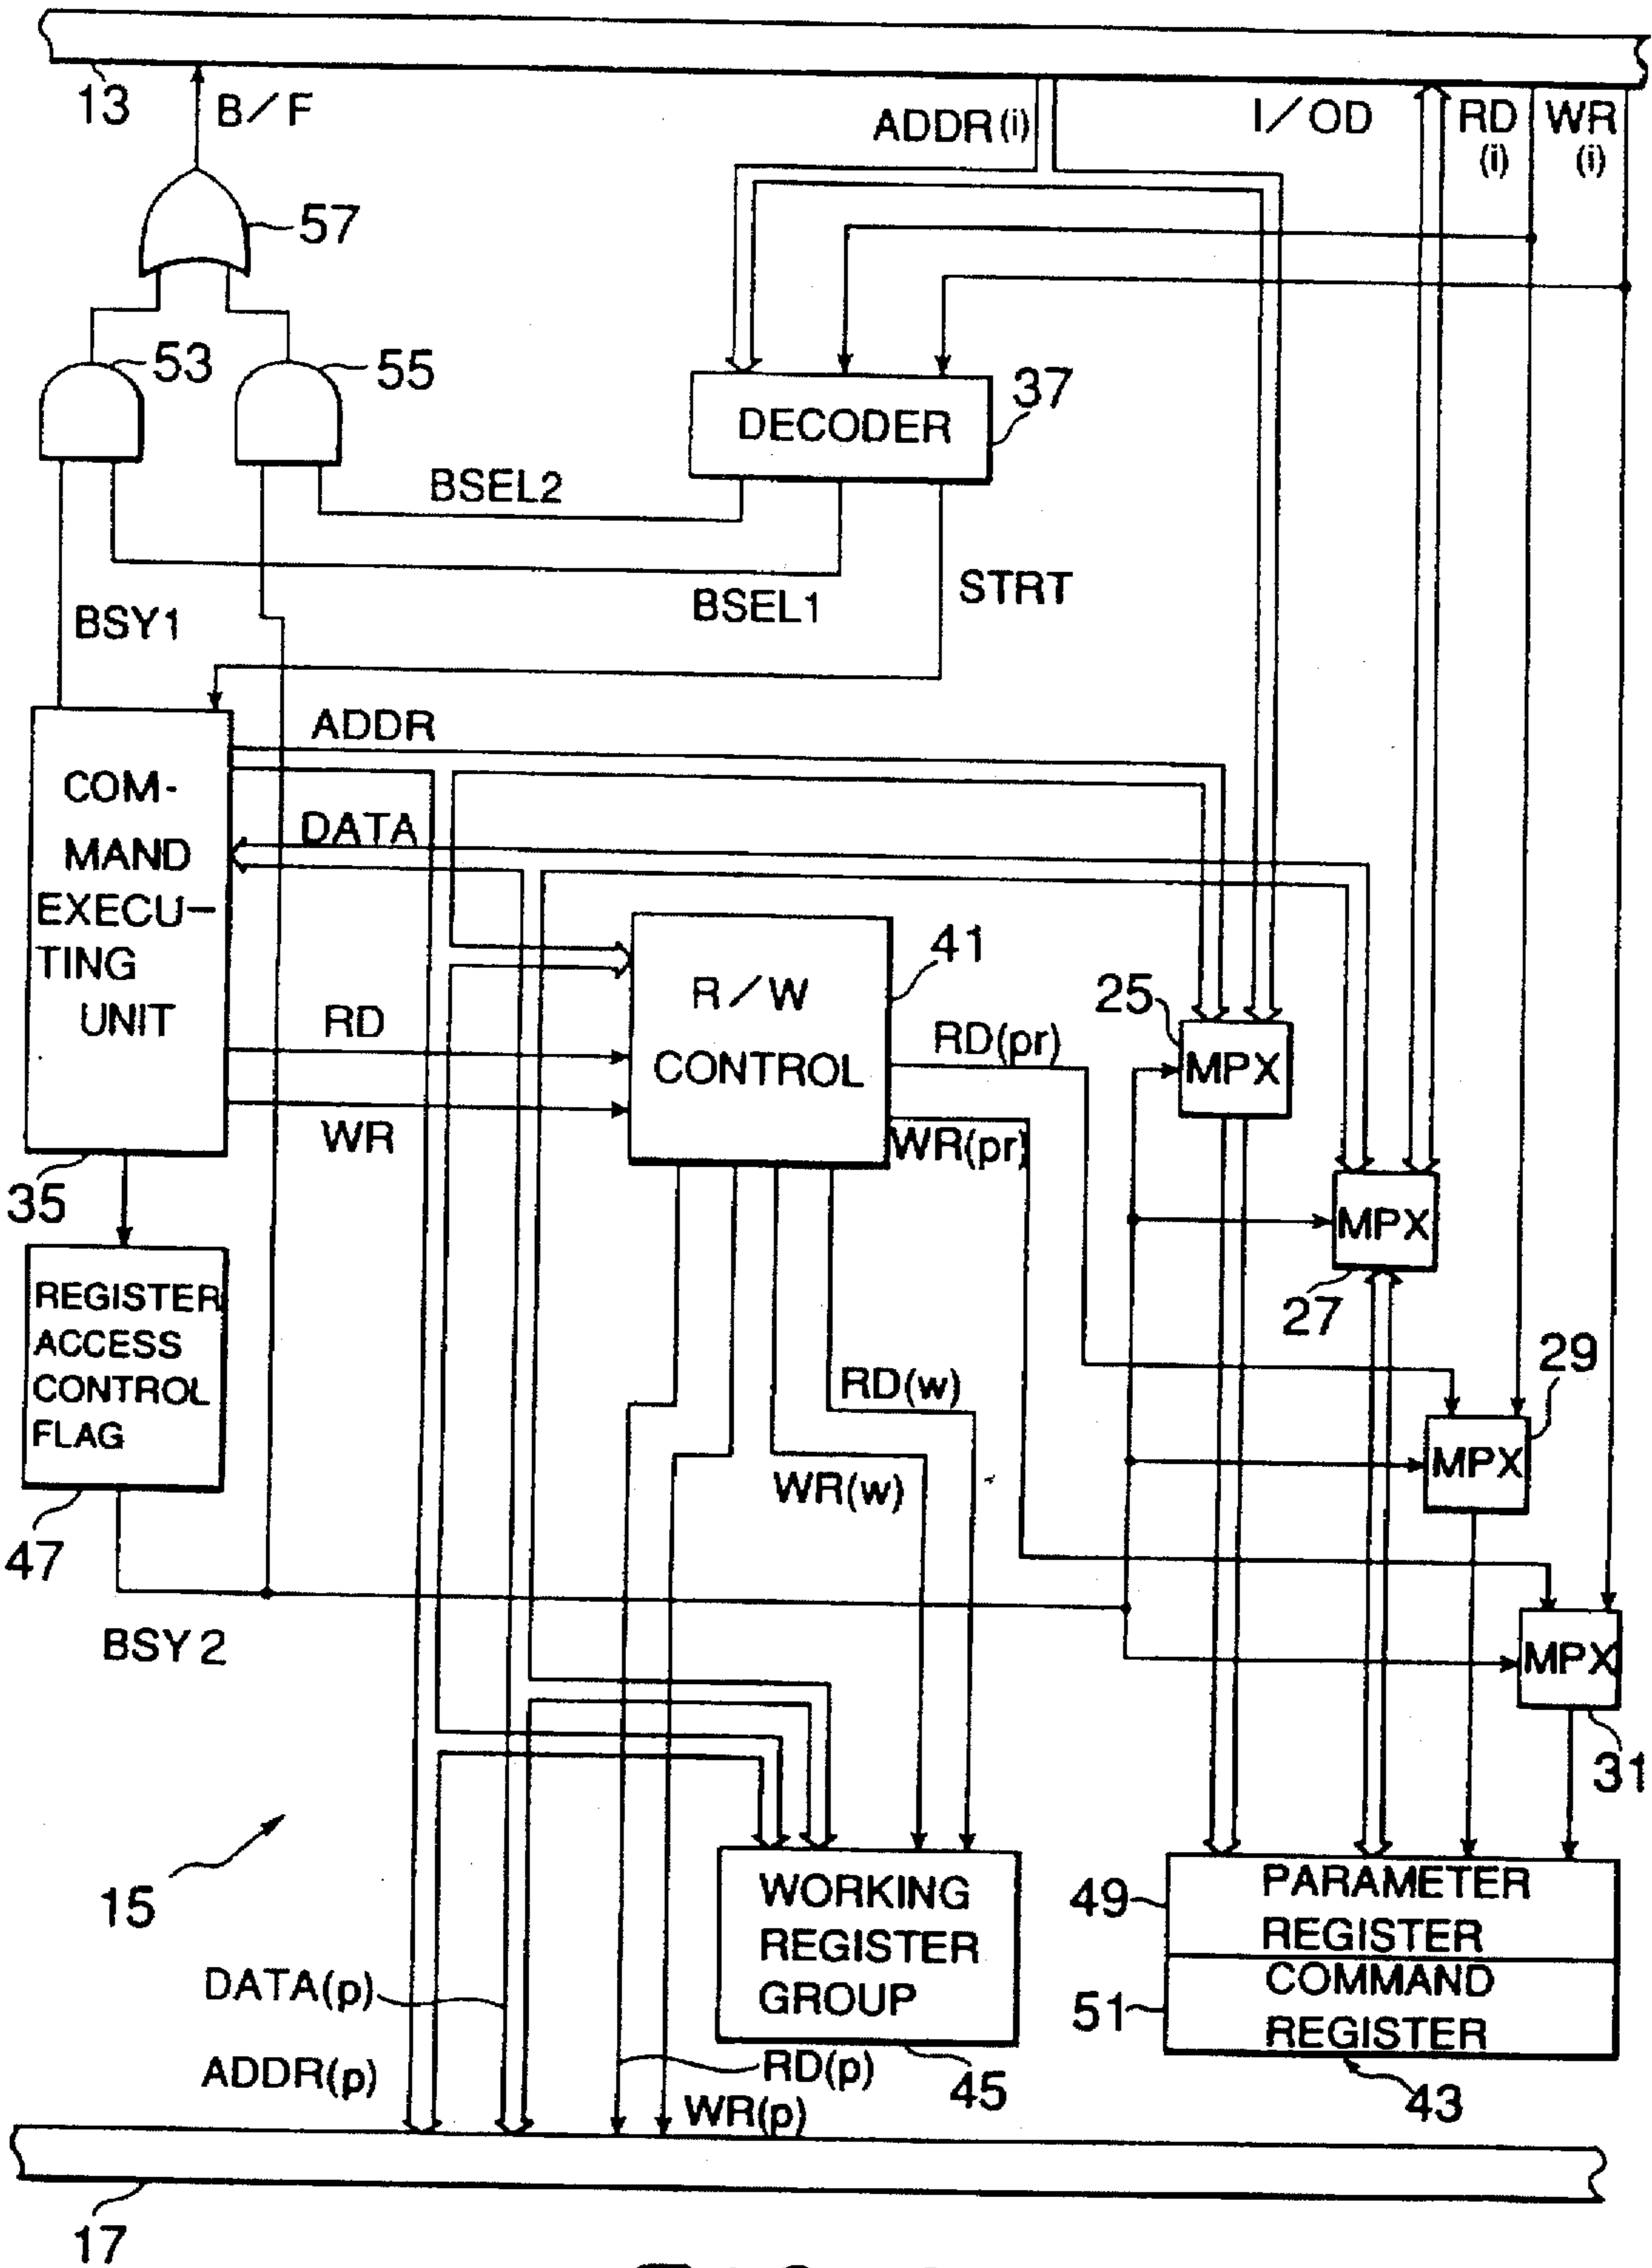 13
B/F
ADDR(i)
I/OD
RD
(i)
WR
(i)
57
53
55
37
DECODER
BSEL2
BSEL1
STRT
BSY1
ADDR
COM-
MAND
EXECU-
TING
UNIT
DATA
41
R/W
CONTROL
RD
WR
RD(pr)
WR(pr)
25
MPX
35
MPX
27
REGISTER
ACCESS
CONTROL
FLAG
RD(w)
WR(w)
29
MPX
47
BSY2
MPX
31
15
WORKING
REGISTER
GROUP
49
PARAMETER
REGISTER
51
COMMAND
REGISTER
DATA(p)
ADDR(p)
RD(p)
WR(p)
45
43
17